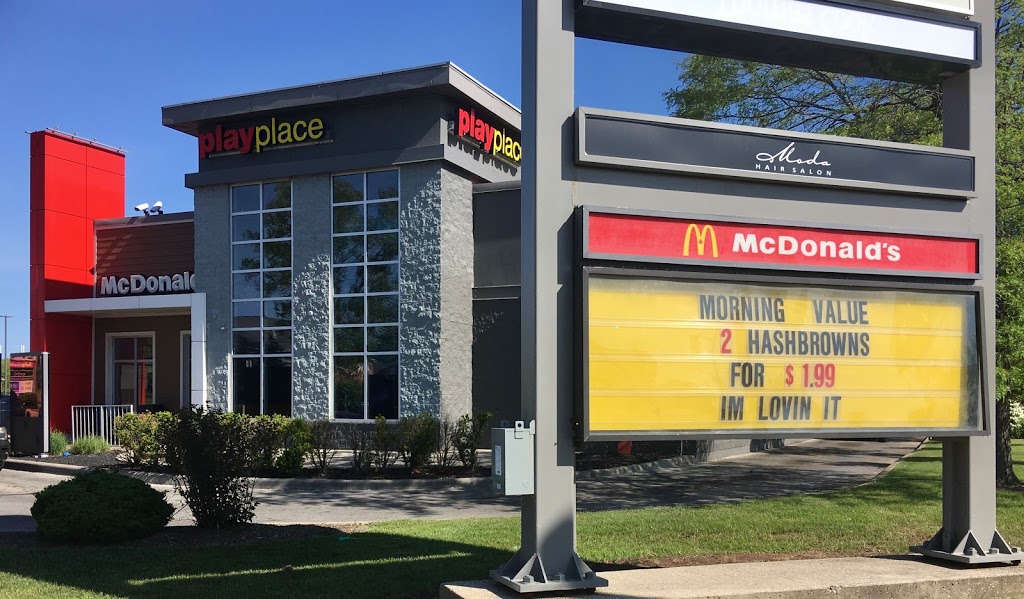 playplace
playplace
McDonald
Moda
HAIR SALON
McDonald's
MORNING VALUE
2 HASHBROWNS
FOR $1.99
IM LOVIN IT